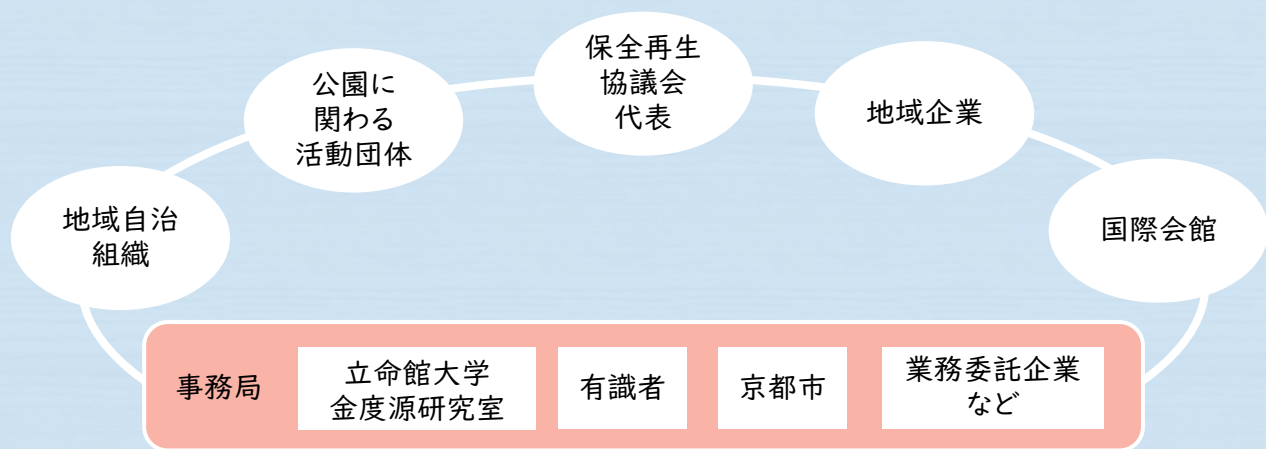 保全再生
協議会
代表
公園に
関わる
活動団体
地域企業
地域自治
組織
国際会館
事務局
立命館大学
金度源研究室
有識者
京都市
業務委託企業
など